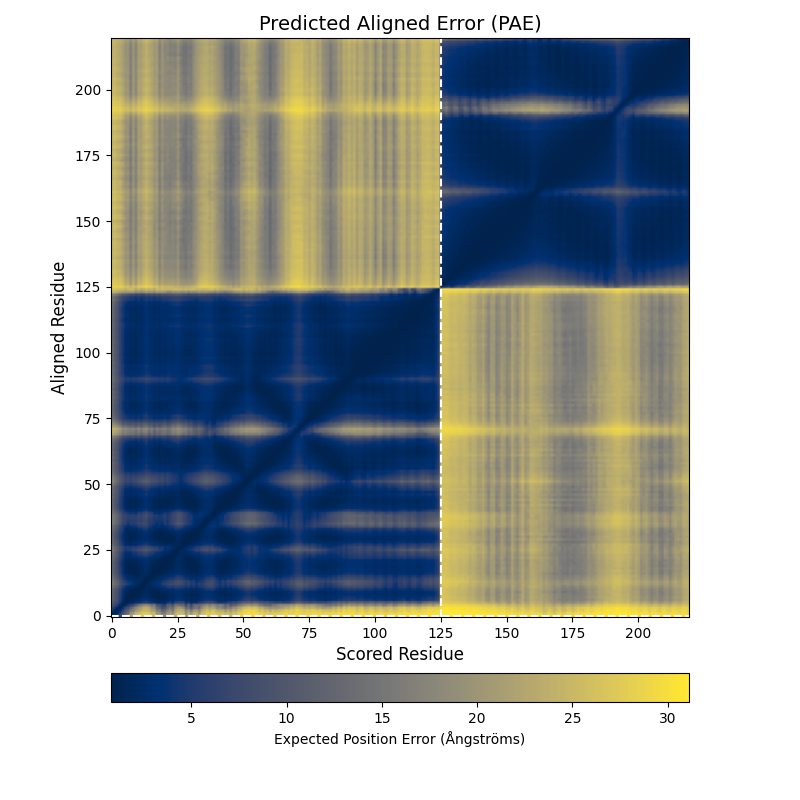 Predicted Aligned Error (PAE)
Aligned Residue
200
175
150
125
100
75
50
25
0
0 25 50 75 100 125 150 175 200
Scored Residue
5 10 15 20 25 30
Expected Position Error (Ångströms)